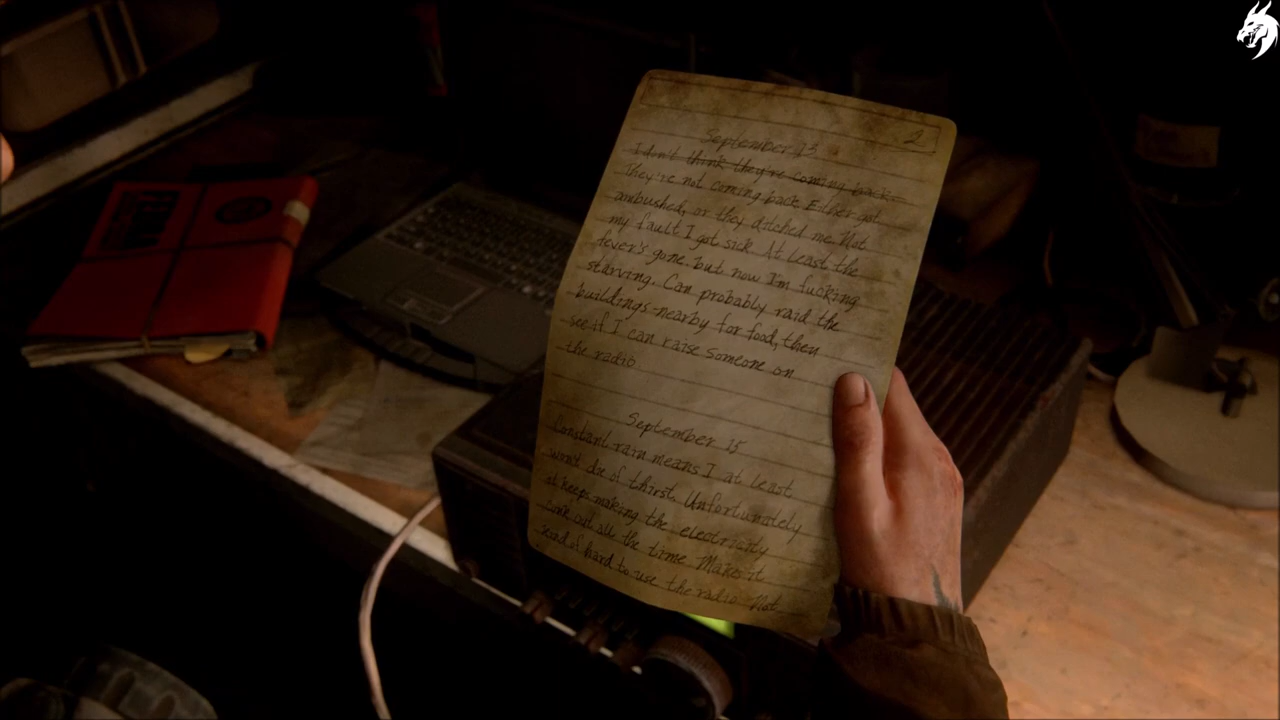 2
September 13
I don't think they're coming back.
They're not coming back Either got
ambushed, or they ditched me Not
my fault I got sick. At least the
fever's gone. but now I'm fucking
starving. Can probably raid the
buildings nearby for food, then
see if I can raise someone on
the radio
September 15
Constant rain means I at least
won't die of thirst. Unfortunately
it keeps making the electricity
conk out all the time Makes it
kind of hard to use the radio Not